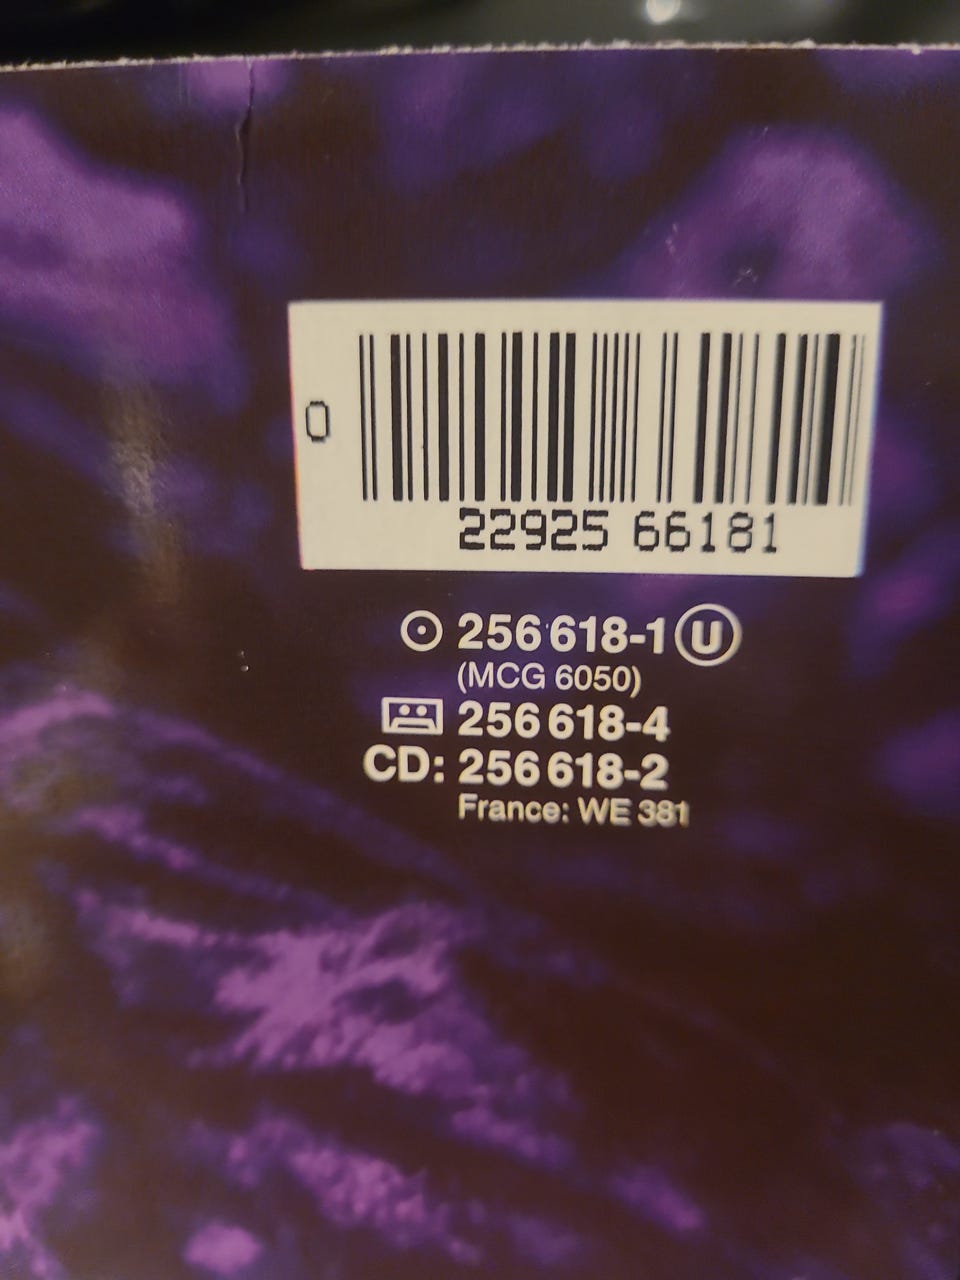 0
22925 66181
256 618-1 U
(MCG 6050)
256 618-4
CD: 256 618-2
France: WE 381